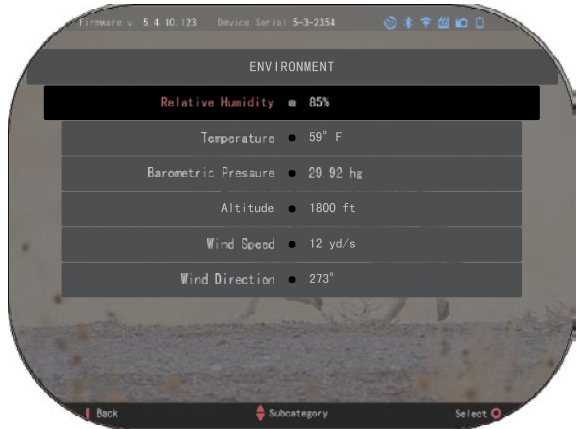 Firmware v. 5.4.10.123 Device Serial 5-3-2354
ENVIRONMENT
Relative Humidity 85%
Temperature 59° F
Barometric Pressure 29.92 hg
Altitude 1800 ft
Wind Speed 12 yd/s
Wind Direction 273°
Back Subcategory Select